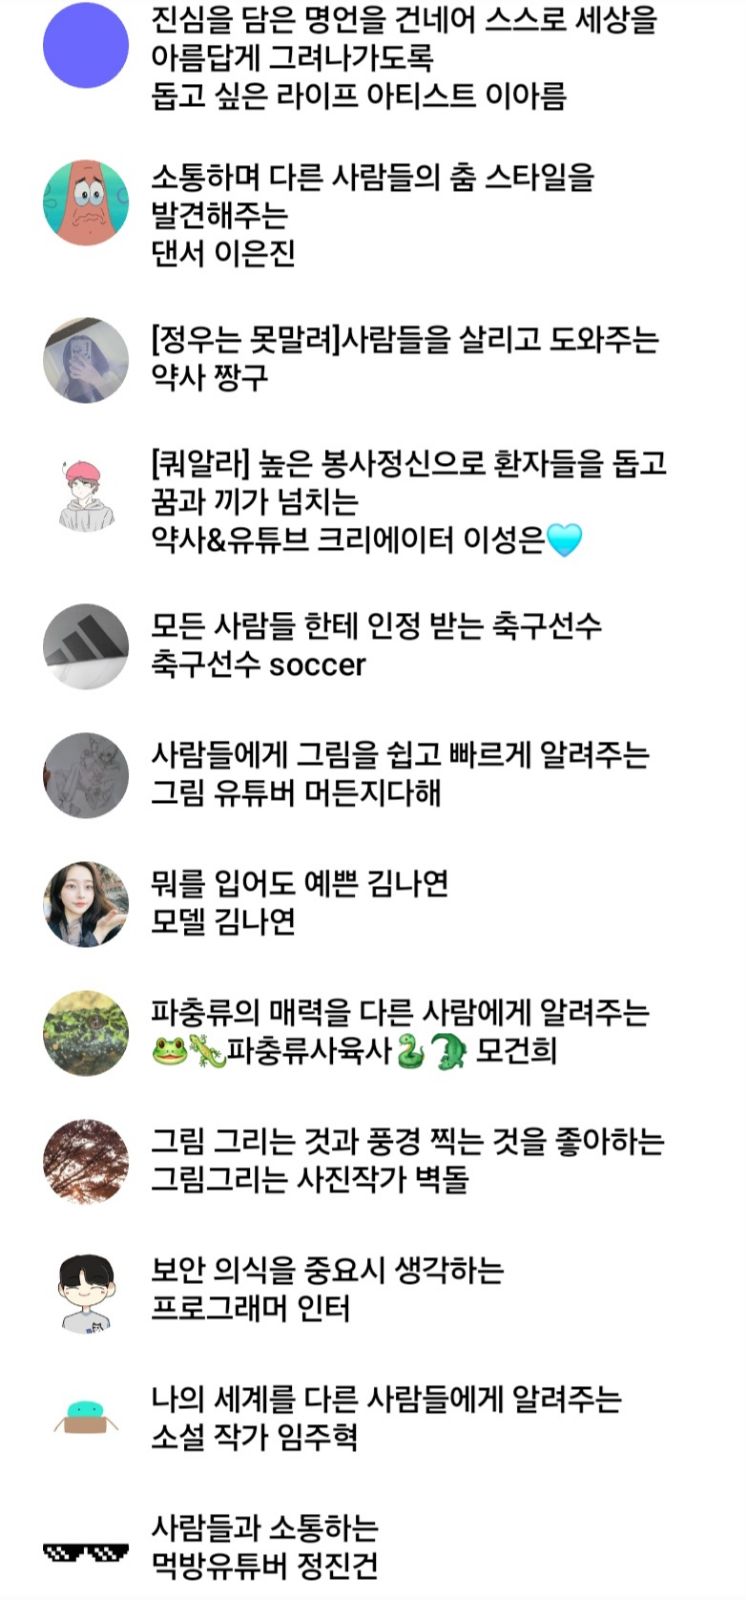 진심을 담은 명언을 건네어 스스로 세상을
아름답게 그려나가도록
돕고 싶은 라이프 아티스트 이아름
소통하며 다른 사람들의 춤 스타일을
발견해주는
댄서 이은진
[정우는 못말려]사람들을 살리고 도와주는
약사 짱구
[쿼알라] 높은 봉사정신으로 환자들을 돕고
꿈과 끼가 넘치는
약사&유튜브 크리에이터 이성은🩵
모든 사람들 한테 인정 받는 축구선수
축구선수 soccer
사람들에게 그림을 쉽고 빠르게 알려주는
그림 유튜버 머든지다해
뭐를 입어도 예쁜 김나연
모델 김나연
파충류의 매력을 다른 사람에게 알려주는
🐸🦎파충류사육사🐍🐊 모건희
그림 그리는 것과 풍경 찍는 것을 좋아하는
그림그리는 사진작가 벽돌
보안 의식을 중요시 생각하는
프로그래머 인터
나의 세계를 다른 사람들에게 알려주는
소설 작가 임주혁
사람들과 소통하는
먹방유튜버 정진건